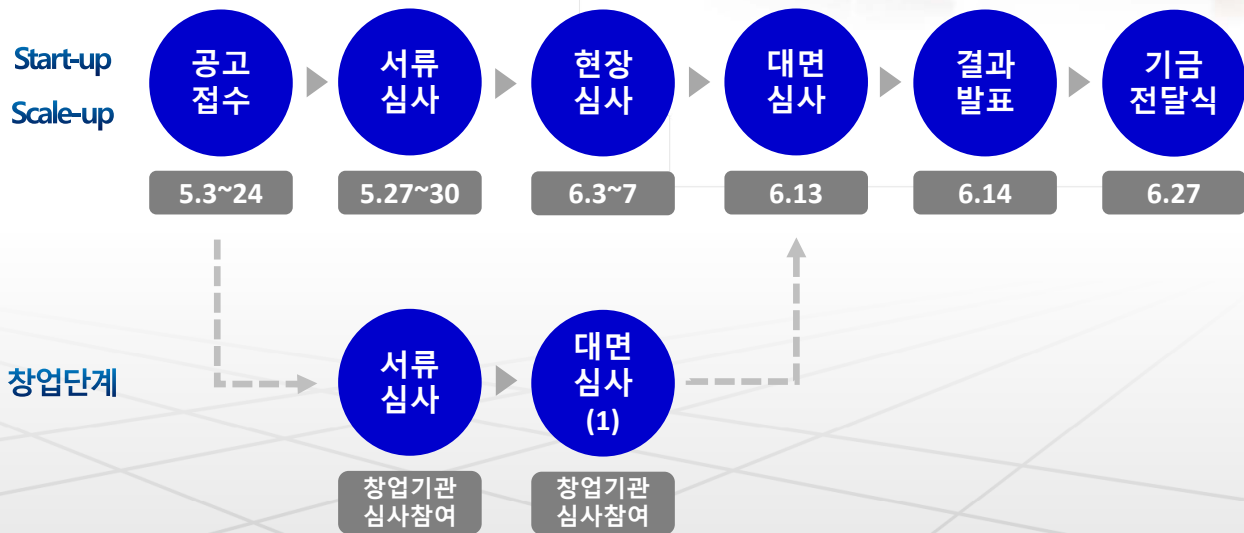 Start-up
Scale-up
공고
접수
서류
심사
현장
심사
대면
심사
결과
발표
기금
전달식
5.3~24
5.27~30
6.3~7
6.13
6.14
6.27
창업단계
서류
심사
대면
심사
(1)
창업기관
심사참여
창업기관
심사참여